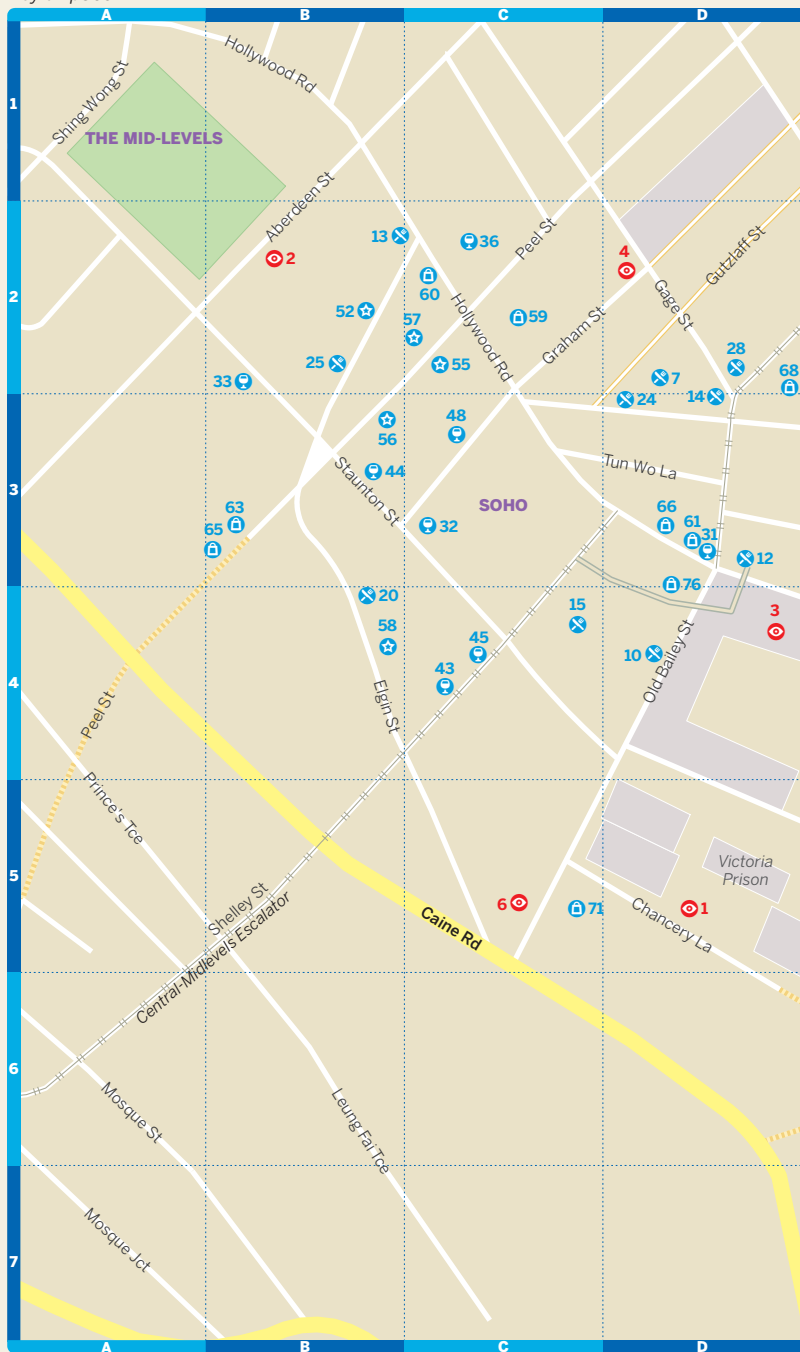 A B C D
1
2
3
4
5
6
7
Hollywood Rd
Shing Wong St
THE MID-LEVELS
Aberdeen St
13
36
Peel St
4
2
60
Gutzlaff St
Gage St
52
57
Hollywood Rd
59
Graham St
25
55
28
33
7
68
24
14
56
48
44
Staunton St
Tun Wo La
63
SOHO
66
65
32
61
31
12
76
20
15
3
58
45
10
43
Old Bailey St
Elgin St
Peel St
Prince's Tce
Victoria
Prison
Shelley St
6
71
1
Caine Rd
Chancery La
Central-Midlevels Escalator
Mosque St
Leung Fai Tce
Mosque Jct
A B C D